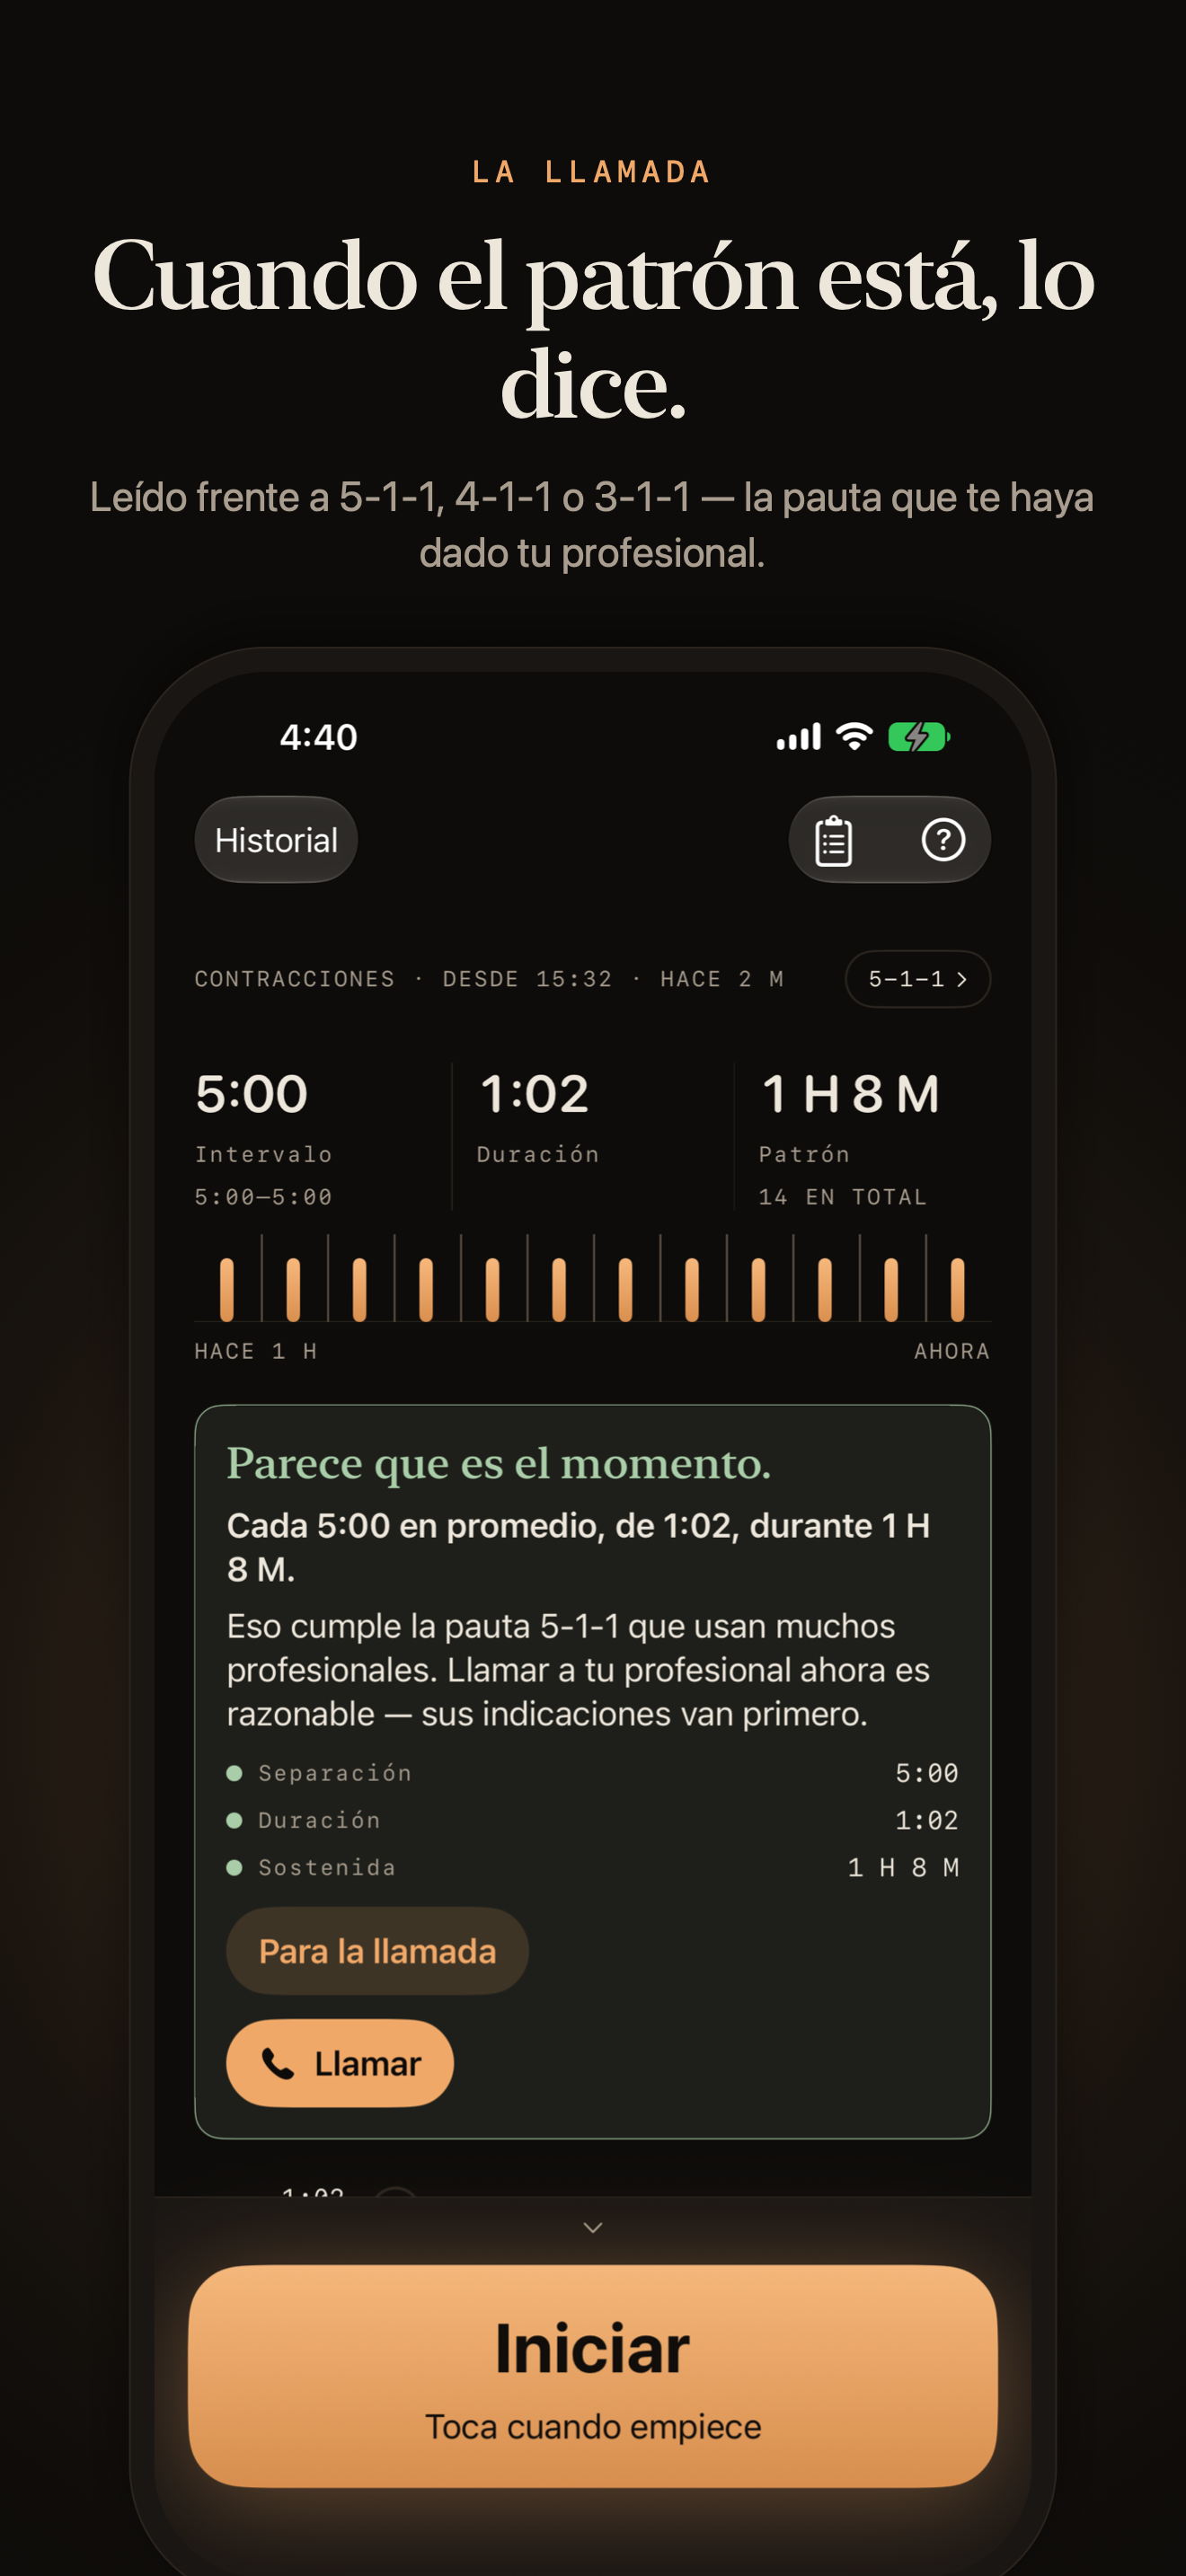 LA LLAMADA
Cuando el patrón está, lo
dice.
Leído frente a 5-1-1, 4-1-1 o 3-1-1 — la pauta que te haya
dado tu profesional.
4:40
Historial
?
CONTRACCIONES · DESDE 15:32 · HACE 2 M
5-1-1 >
5:00
1:02
1 H 8 M
Intervalo
Duración
Patrón
5:00–5:00
14 EN TOTAL
HACE 1 H
AHORA
Parece que es el momento.
Cada 5:00 en promedio, de 1:02, durante 1 H
8 M.
Eso cumple la pauta 5-1-1 que usan muchos
profesionales. Llamar a tu profesional ahora es
razonable — sus indicaciones van primero.
Separación 5:00
Duración 1:02
Sostenida 1 H 8 M
Para la llamada
Llamar
Iniciar
Toca cuando empiece